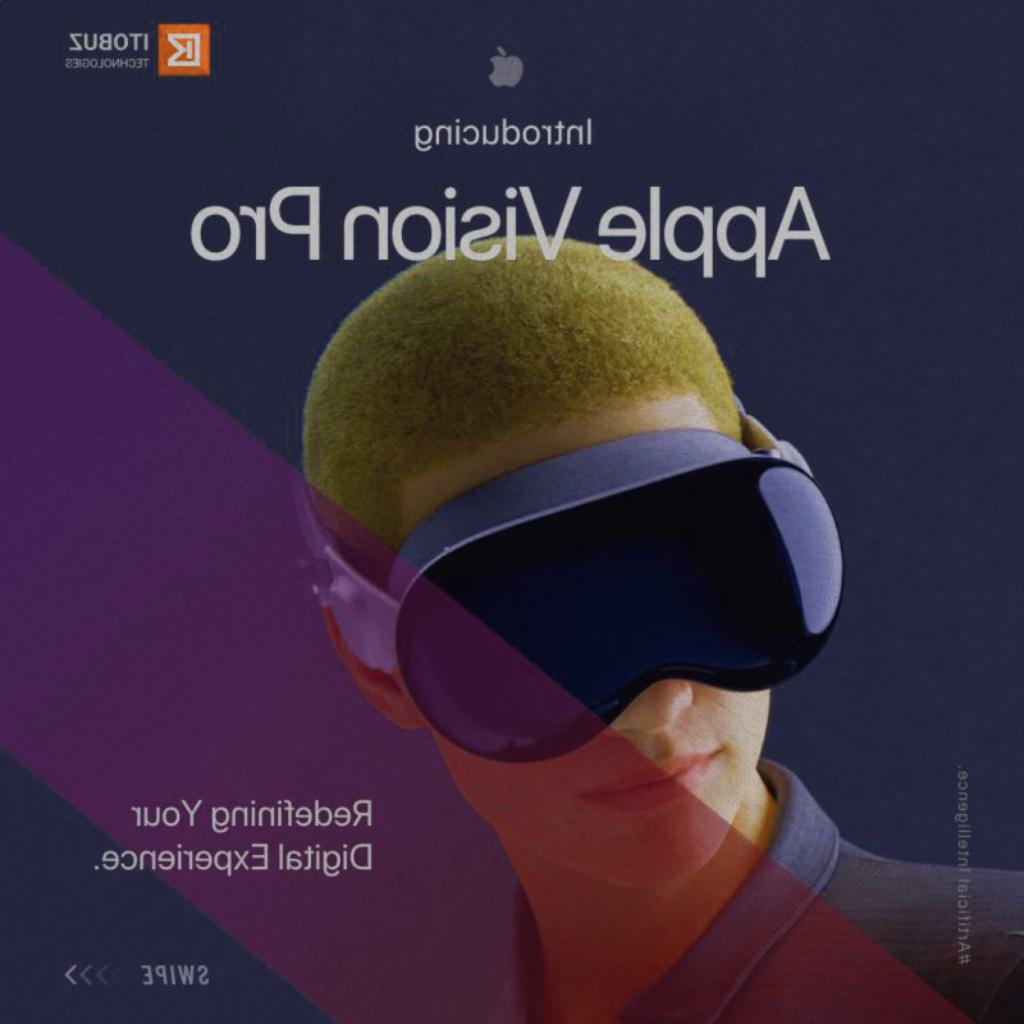 ITOBUZ
TECHNOLOGIES
Introducing
Apple Vision Pro
Redefining Your
Digital Experience.
#Artificial Intelligence.
SWIPE